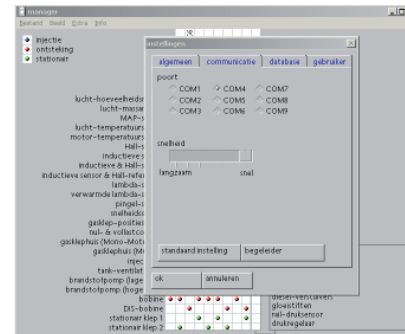 manager
Bestand Beeld Extra Info
injectie
ontsteking
stationair
instellingen
algemeen communicatie database gebruiker
poort
COM1 COM4 COM7
COM2 COM5 COM8
COM3 COM6 COM9
snelheid
langzaam snel
standaard instelling begeleider
ok annuleren
lucht-hoeveelheids
lucht-massa
MAP-s
lucht-temperatuurs
motor-temperatuurs
Hall-s
inductieve s
inductieve & Hall-s
inductieve sensor & Hall-refe
lambda-s
verwarmde lambda-s
pingel-s
snelheids
gasklep-positie
nul- & vollastco
gasklephuis (Mono-Mot
gasklephuis (M
injec
tank-ventilat
brandstofpomp (lage
brandstofpomp (hoge
bobine
DIS-bobine
stationair klep 1
stationair klep 2
diesel-verstuivers
gloeistiften
rail-druksensor
drukregelaar